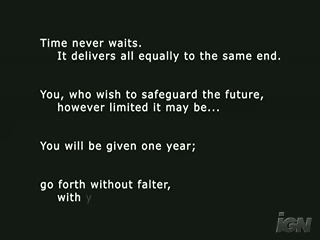 Time never waits.
It delivers all equally to the same end.
You, who wish to safeguard the future,
however limited it may be...
You will be given one year;
go forth without falter,
with y
IGN